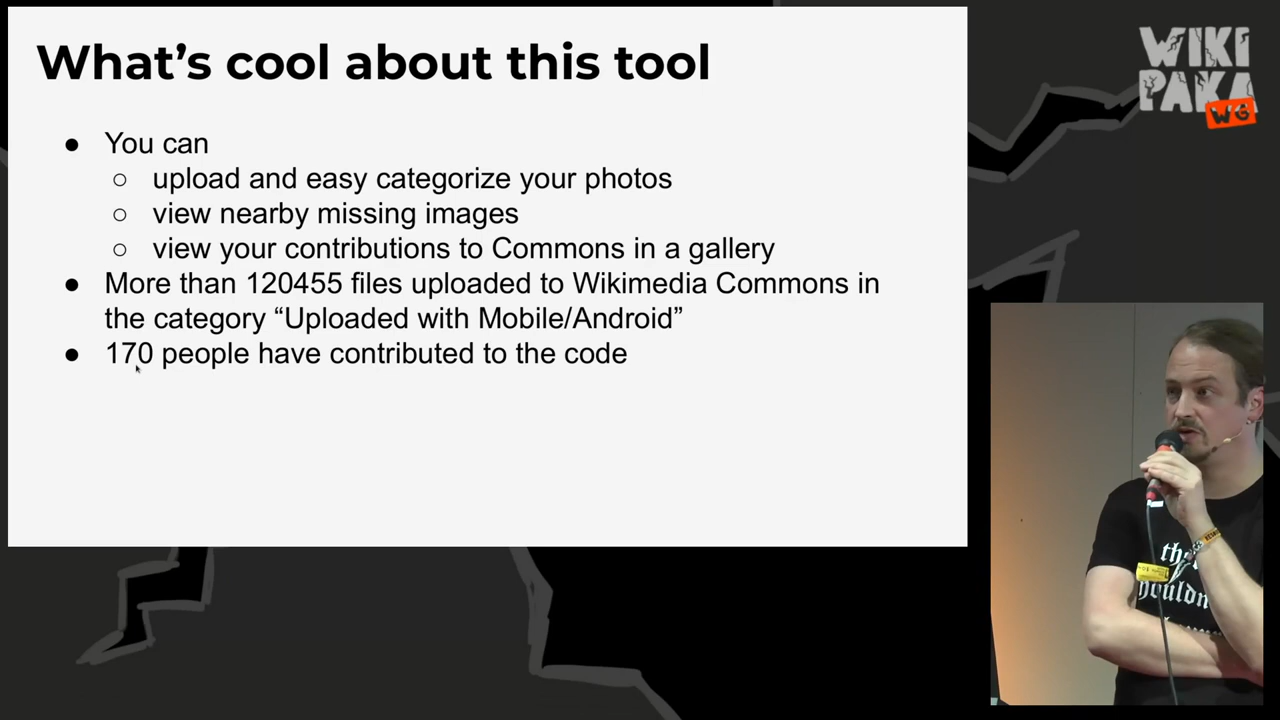 What's cool about this tool
● You can
○ upload and easy categorize your photos
○ view nearby missing images
○ view your contributions to Commons in a gallery
● More than 120455 files uploaded to Wikimedia Commons in
the category “Uploaded with Mobile/Android”
● 170 people have contributed to the code
WIKI
PAKA
WG